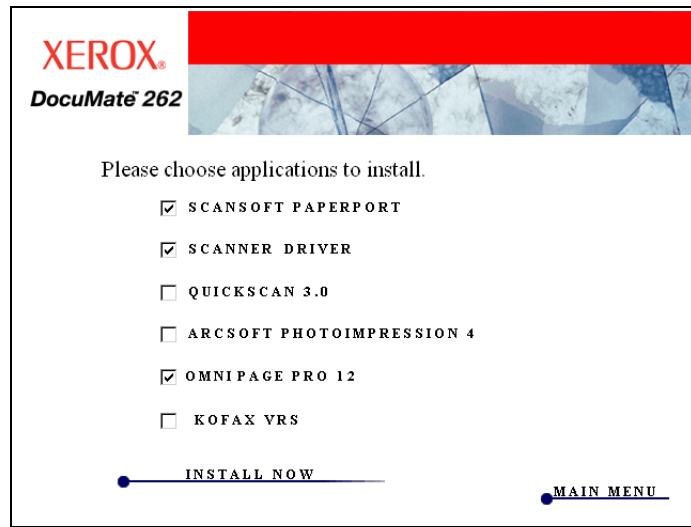 XEROX®
DocuMate™ 262
Please choose applications to install.
SCANSOFT PAPERPORT
SCANNER DRIVER
QUICKSCAN 3.0
ARCSOFT PHOTOIMPRESSION 4
OMNIPAGE PRO 12
KOFAX VRS
INSTALL NOW
MAIN MENU